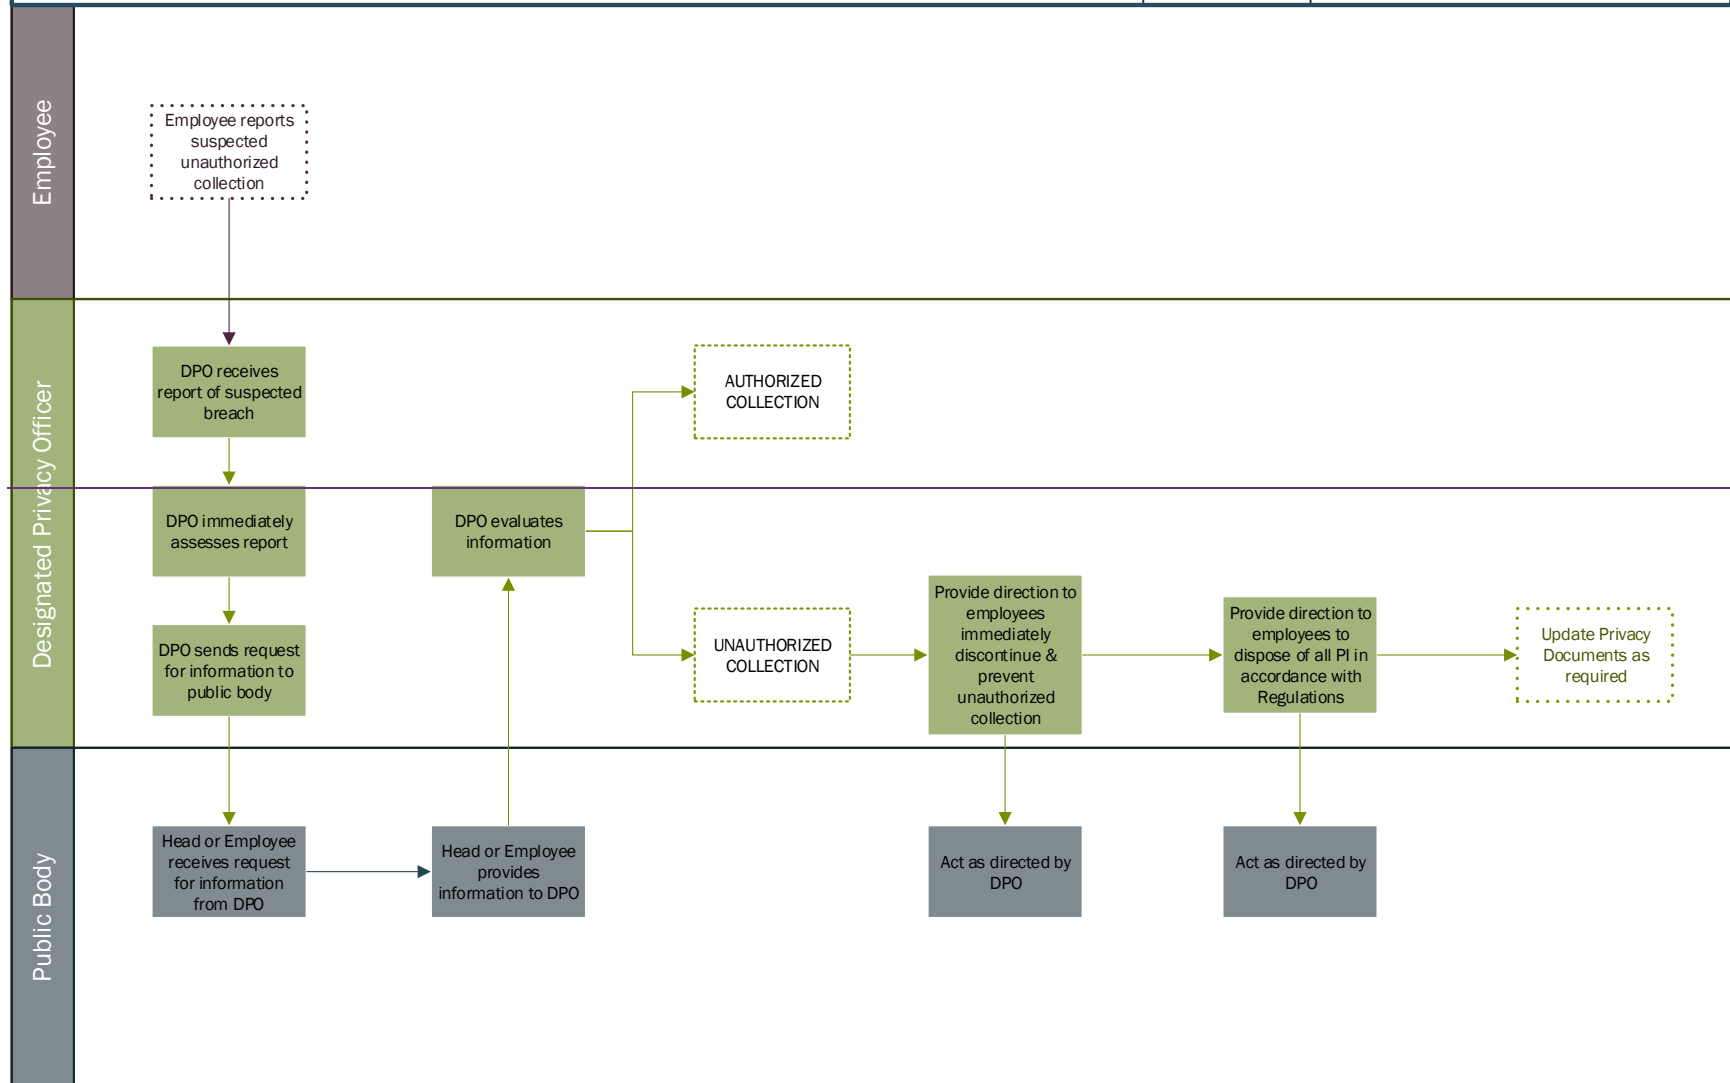 Employee
Employee reports
suspected
unauthorized
collection
Designated Privacy Officer
DPO receives
report of suspected
breach
AUTHORIZED
COLLECTION
DPO immediately
assesses report
DPO evaluates
information
DPO sends request
for information to
public body
UNAUTHORIZED
COLLECTION
Provide direction to
employees
immediately
discontinue &
prevent
unauthorized
collection
Provide direction to
employees to
dispose of all PI in
accordance with
Regulations
Update Privacy
Documents as
required
Public Body
Head or Employee
receives request
for information
from DPO
Head or Employee
provides
information to DPO
Act as directed by
DPO
Act as directed by
DPO